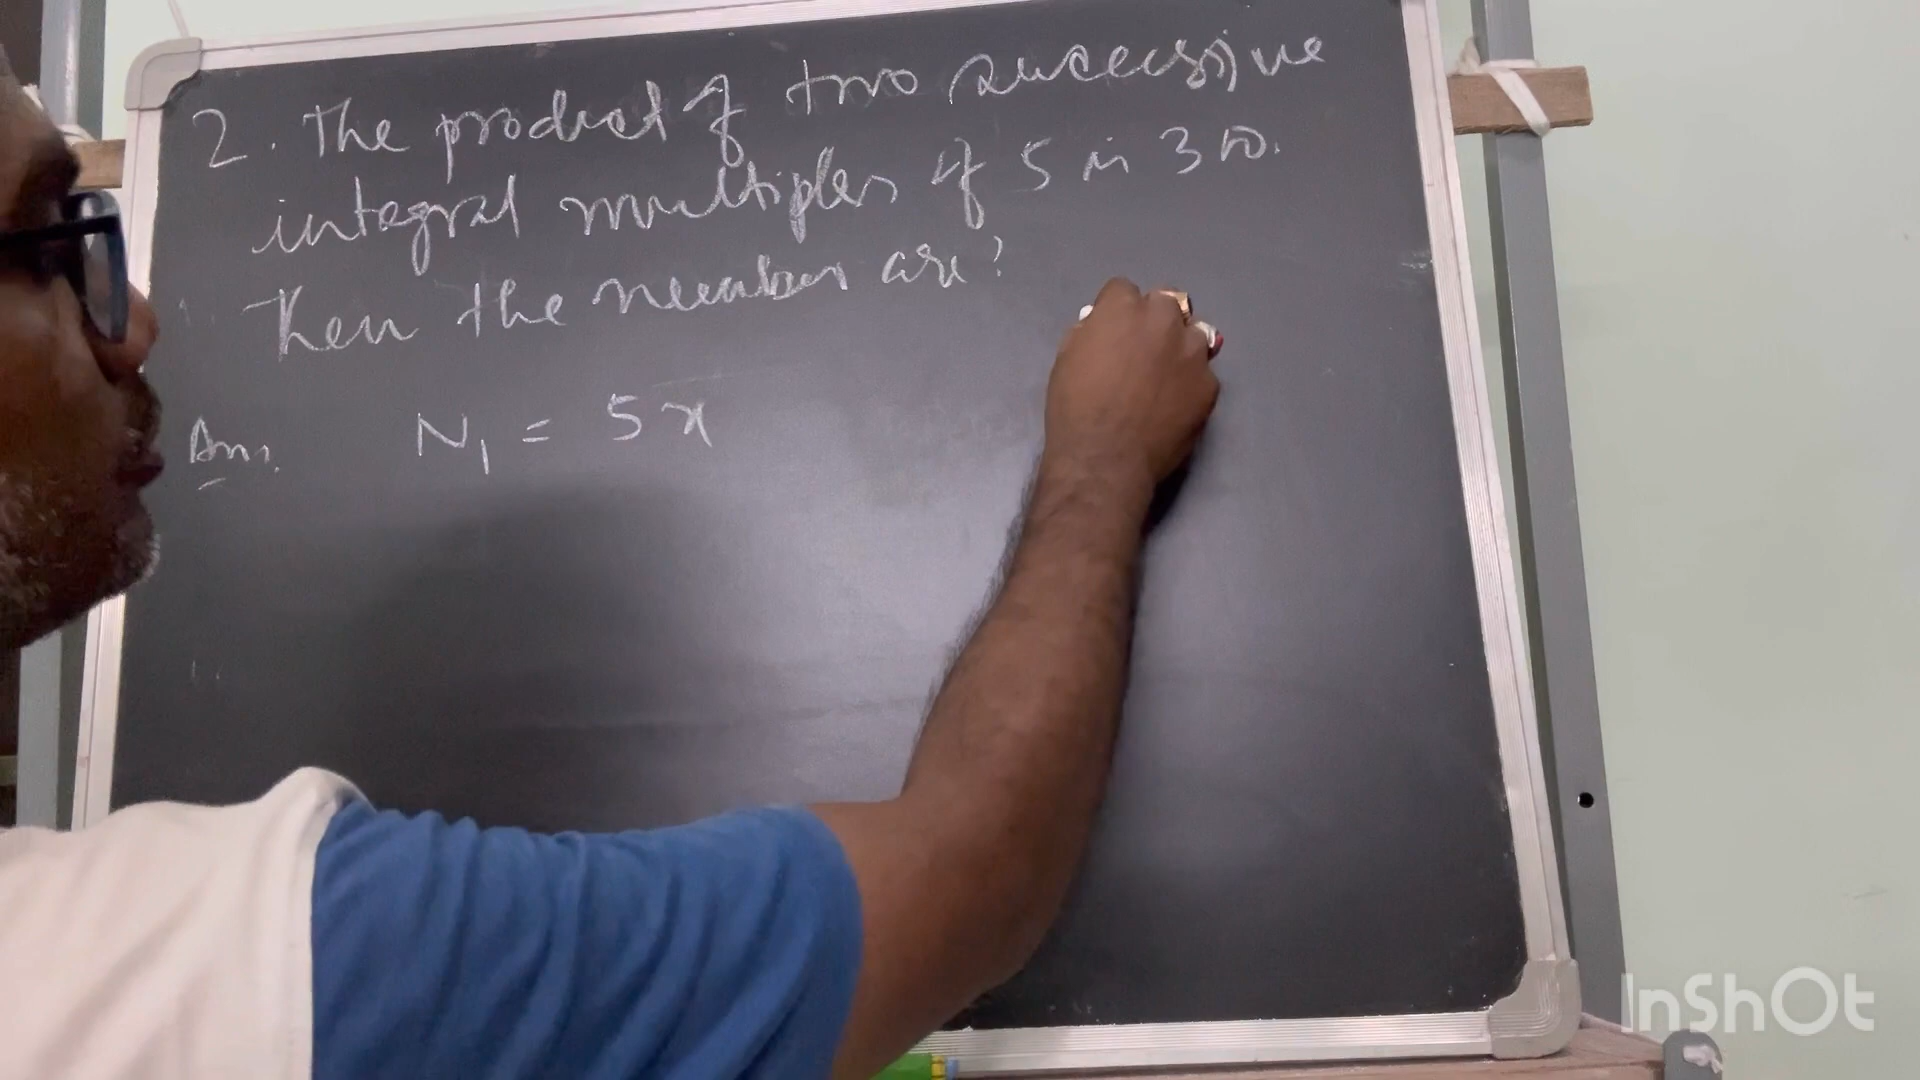 2. The product of two successive
integral multiples of 5 is 300.
Then the number are?
Ans. N₁ = 5x
InShOt